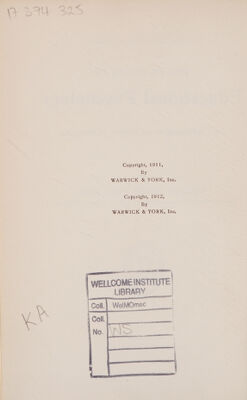 17 394 325
Copyright, 1911,
By
WARWICK & YORK, Inc.
Copyright, 1912,
By
WARWICK & YORK, Inc.
WELLCOME INSTITUTE
LIBRARY
Coll. WelMOmec
Coll.
No. WS
KA